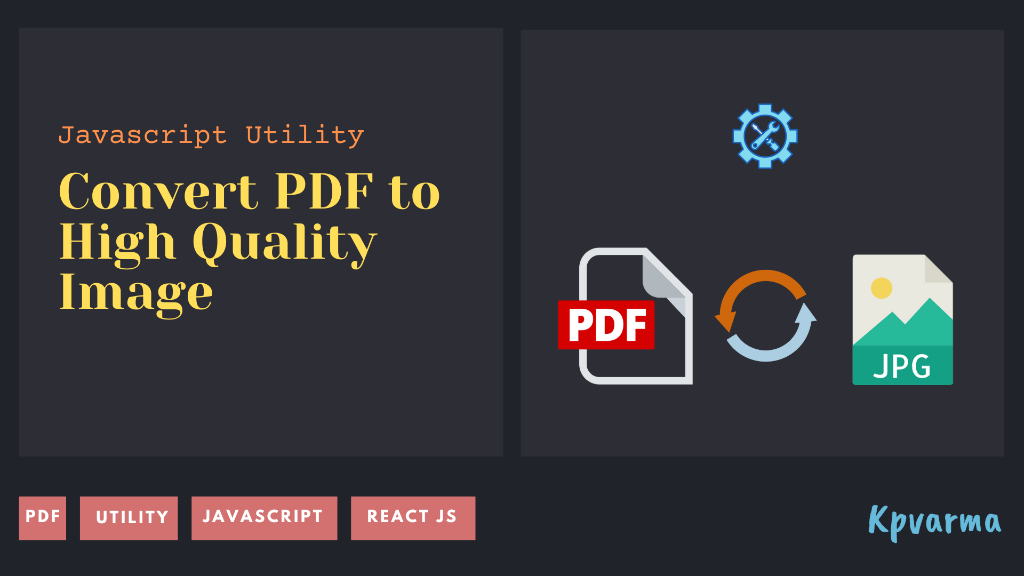 Javascript Utility
Convert PDF to
High Quality
Image
PDF
JPG
PDF
UTILITY
JAVASCRIPT
REACT JS
Kpvarma